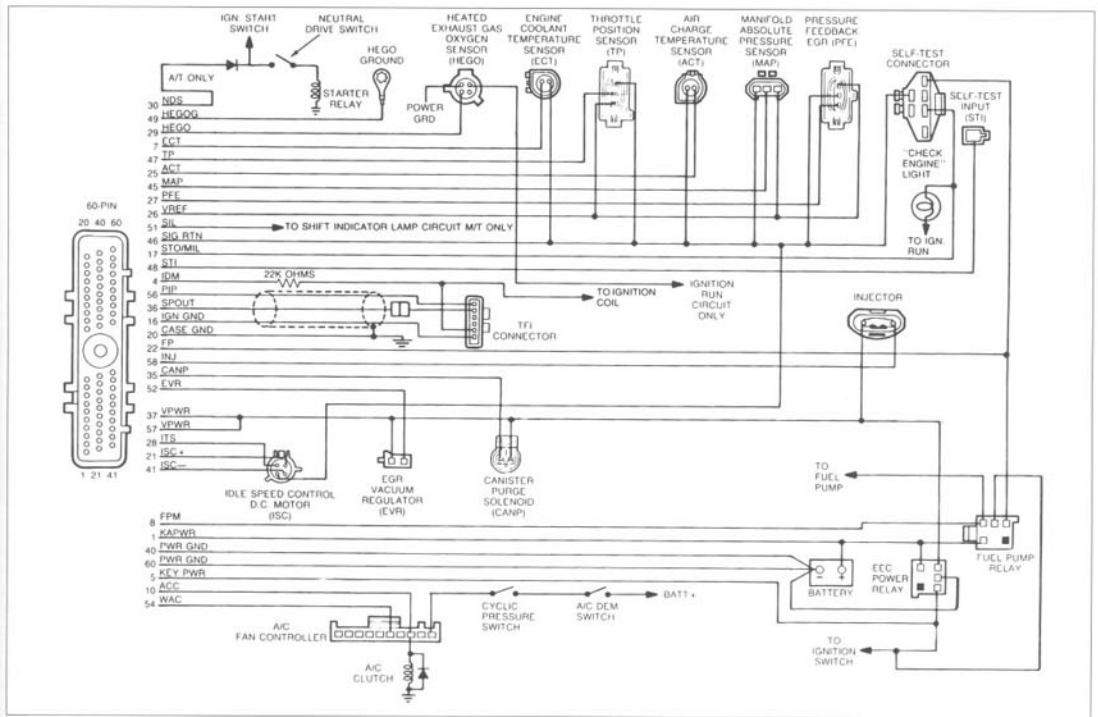 IGN START
SWITCH
NEUTRAL
DRIVE SWITCH
HEGO
GROUND
HEATED
EXHAUST GAS
OXYGEN
SENSOR
(HEGO)
ENGINE
COOLANT
TEMPERATURE
SENSOR
(ECT)
THROTTLE
POSITION
SENSOR
(TP)
AIR
CHARGE
TEMPERATURE
SENSOR
(ACT)
MANIFOLD
ABSOLUTE
PRESSURE
SENSOR
(MAP)
PRESSURE
FEEDBACK
EGR (PFE)
SELF-TEST
CONNECTOR
SELF-TEST
INPUT
(STI)
A/T ONLY
STARTER
RELAY
POWER
GRD
"CHECK
ENGINE"
LIGHT
TO IGN.
RUN
30 NDS
49 HEGOG
29 HEGO
7 ECT
47 TP
25 ACT
45 MAP
27 PFE
26 VREF
51 SIL
TO SHIFT INDICATOR LAMP CIRCUIT M/T ONLY
46 SIG RTN
17 STO/MIL
48 STI
4 IDM
22K OHMS
56 PIP
36 SPOUT
16 IGN GND
20 CASE GND
22 FP
58 INJ
35 CANP
52 EVR
37 VPWR
57 VPWR
28 ITS
21 ISC+
41 ISC—
60-PIN
20 40 60
1 21 41
TO IGNITION
COIL
IGNITION
RUN
CIRCUIT
ONLY
TFI
CONNECTOR
INJECTOR
IDLE SPEED CONTROL
D.C. MOTOR
(ISC)
EGR
VACUUM
REGULATOR
(EVR)
CANISTER
PURGE
SOLENOID
(CANP)
TO
FUEL
PUMP
8 FPM
1 KAPWR
40 PWR GND
60 PWR GND
5 KEY PWR
10 ACC
54 WAC
FUEL PUMP
RELAY
EEC
POWER
RELAY
- +
BATTERY
CYCLIC
PRESSURE
SWITCH
A/C DEM
SWITCH
BATT +
A/C
FAN CONTROLLER
A/C
CLUTCH
TO
IGNITION
SWITCH